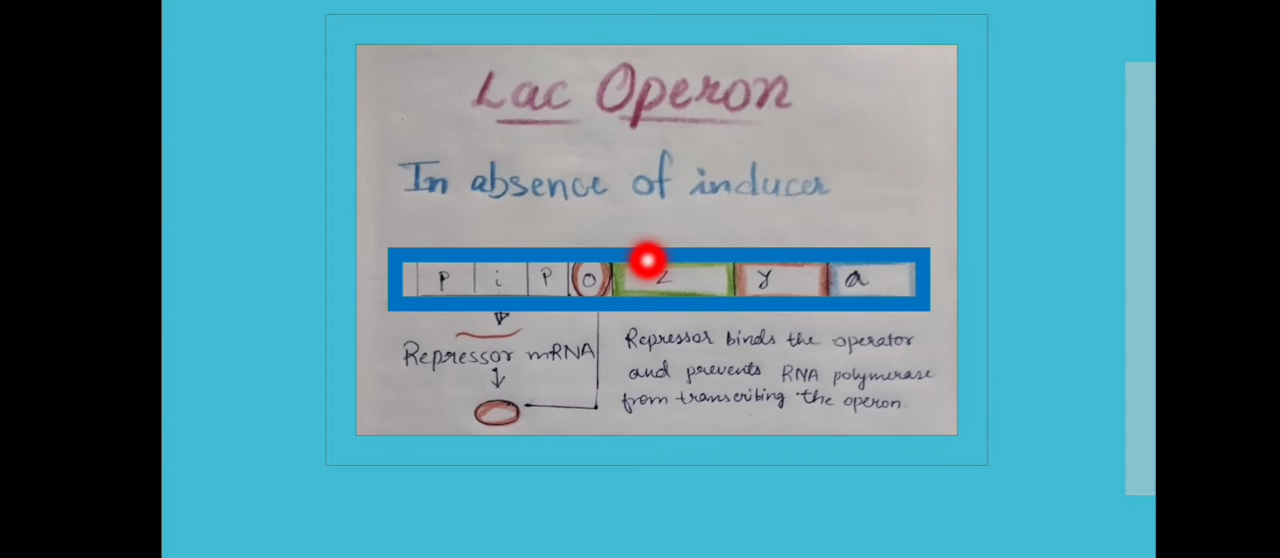 Lac Operon
In absence of inducer
P i P O z y a
Repressor mRNA
Repressor binds the operator
and prevents RNA polymerase
from transcribing the operon.